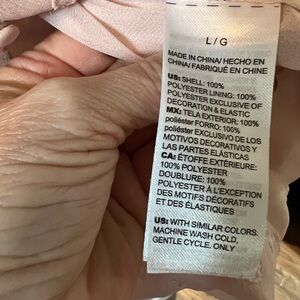 L / G
MADE IN CHINA/ HECHO EN
CHINA/ FABRIQUÉ EN CHINE
US: SHELL: 100%
POLYESTER LINING: 100%
POLYESTER EXCLUSIVE OF
DECORATION & ELASTIC
MX: TELA EXTERIOR: 100%
poliéster FORRO: 100%
poliéster EXCLUSIVO DE LOS
MOTIVOS DECORATIVOS Y
LAS PARTES ELÁSTICAS
CA: ÉTOFFE EXTÉRIEURE:
100% POLYESTER
DOUBLURE: 100%
POLYESTER À L'EXCEPTION
DES MOTIFS DÉCORATIFS
ET DES ÉLASTIQUES
US: WITH SIMILAR COLORS.
MACHINE WASH COLD,
GENTLE CYCLE. ONLY